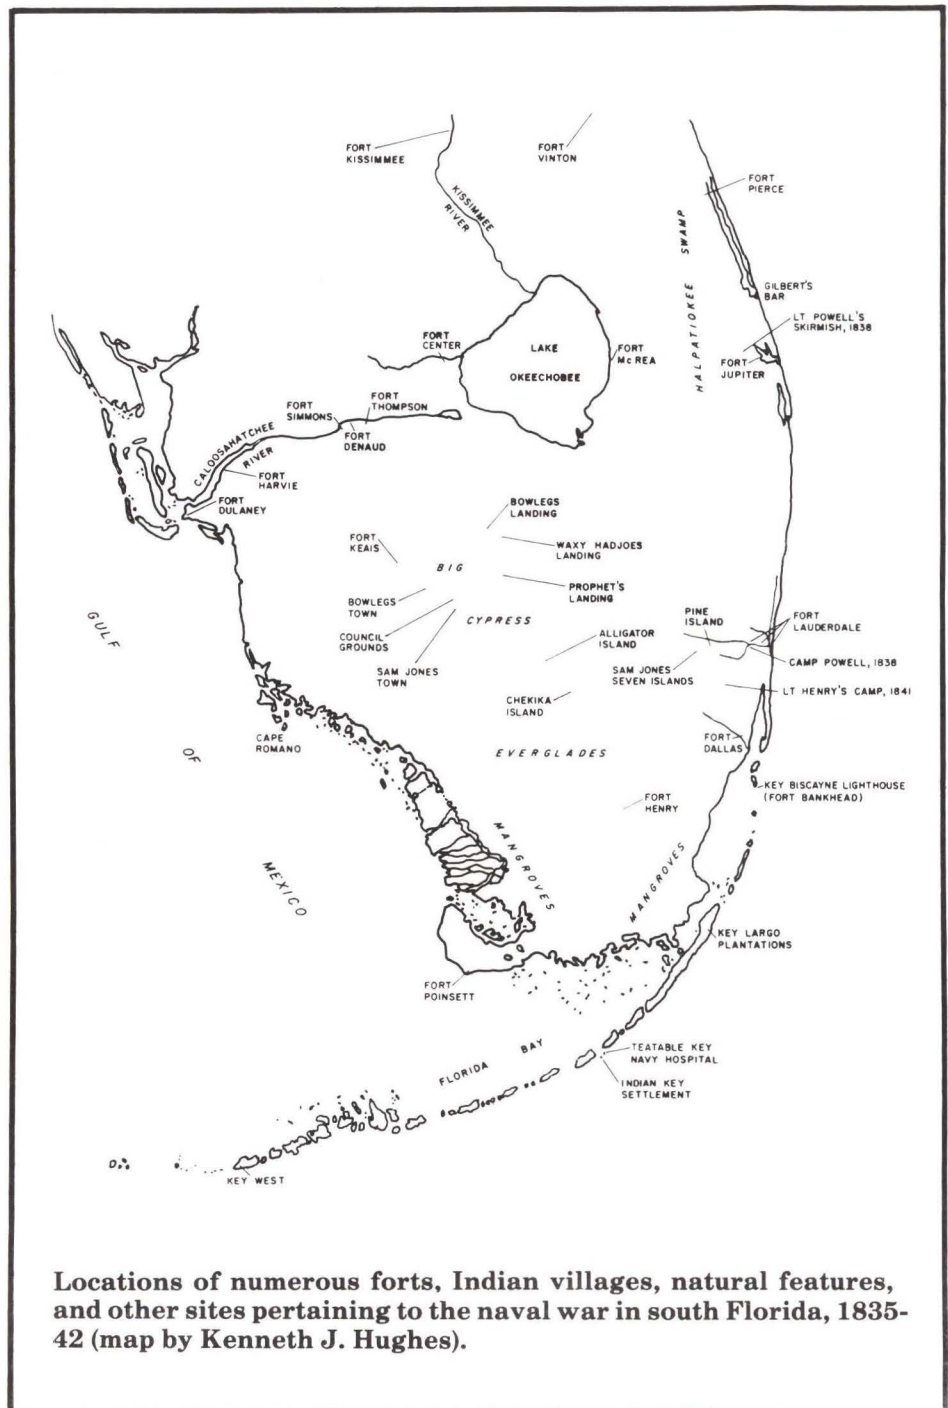 FORT
KISSIMMEE
FORT
VINTON
FORT
PIERCE
KISSIMMEE
RIVER
HALPATIOKEE SWAMP
GILBERT'S
BAR
LT POWELL'S
SKIRMISH, 1838
FORT
CENTER
LAKE
OKEECHOBEE
FORT
McREA
FORT
JUPITER
FORT
SIMMONS
FORT
THOMPSON
FORT
DENAUD
CALOOSAHATCHEE
RIVER
FORT
HARVIE
FORT
DULANEY
BOWLEGS
LANDING
FORT
KEAIS
WAXY HADJOES
LANDING
BIG
PROPHET'S
LANDING
BOWLEGS
TOWN
CYPRESS
COUNCIL
GROUNDS
SAM JONES
TOWN
PINE
ISLAND
FORT
LAUDERDALE
ALLIGATOR
ISLAND
CAMP POWELL, 1838
SAM JONES
SEVEN ISLANDS
LT HENRY'S CAMP, 1841
CHEKIKA
ISLAND
GULF
OF
MEXICO
CAPE
ROMANO
EVERGLADES
FORT
DALLAS
KEY BISCAYNE LIGHTHOUSE
(FORT BANKHEAD)
FORT
HENRY
MANGROVES
MANGROVES
KEY LARGO
PLANTATIONS
FORT
POINSETT
FLORIDA BAY
TEATABLE KEY
NAVY HOSPITAL
INDIAN KEY
SETTLEMENT
KEY WEST
Locations of numerous forts, Indian villages, natural features,
and other sites pertaining to the naval war in south Florida, 1835-
42 (map by Kenneth J. Hughes).